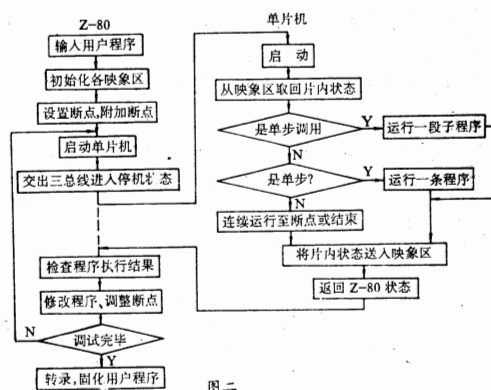 Z-80
输入用户程序
初始化各映象区
设置断点,附加断点
启动单片机
交出三总线进入停机状态
检查程序执行结果
修改程序、调整断点
N
调试完毕
Y
转录,固化用户程序
单片机
启 动
从映象区取回片内状态
是单步调用
Y
运行一段子程序
N
是单步?
Y
运行一条程序
N
连续运行至断点或结束
将片内状态送入映象区
返回 Z-80 状态
图二